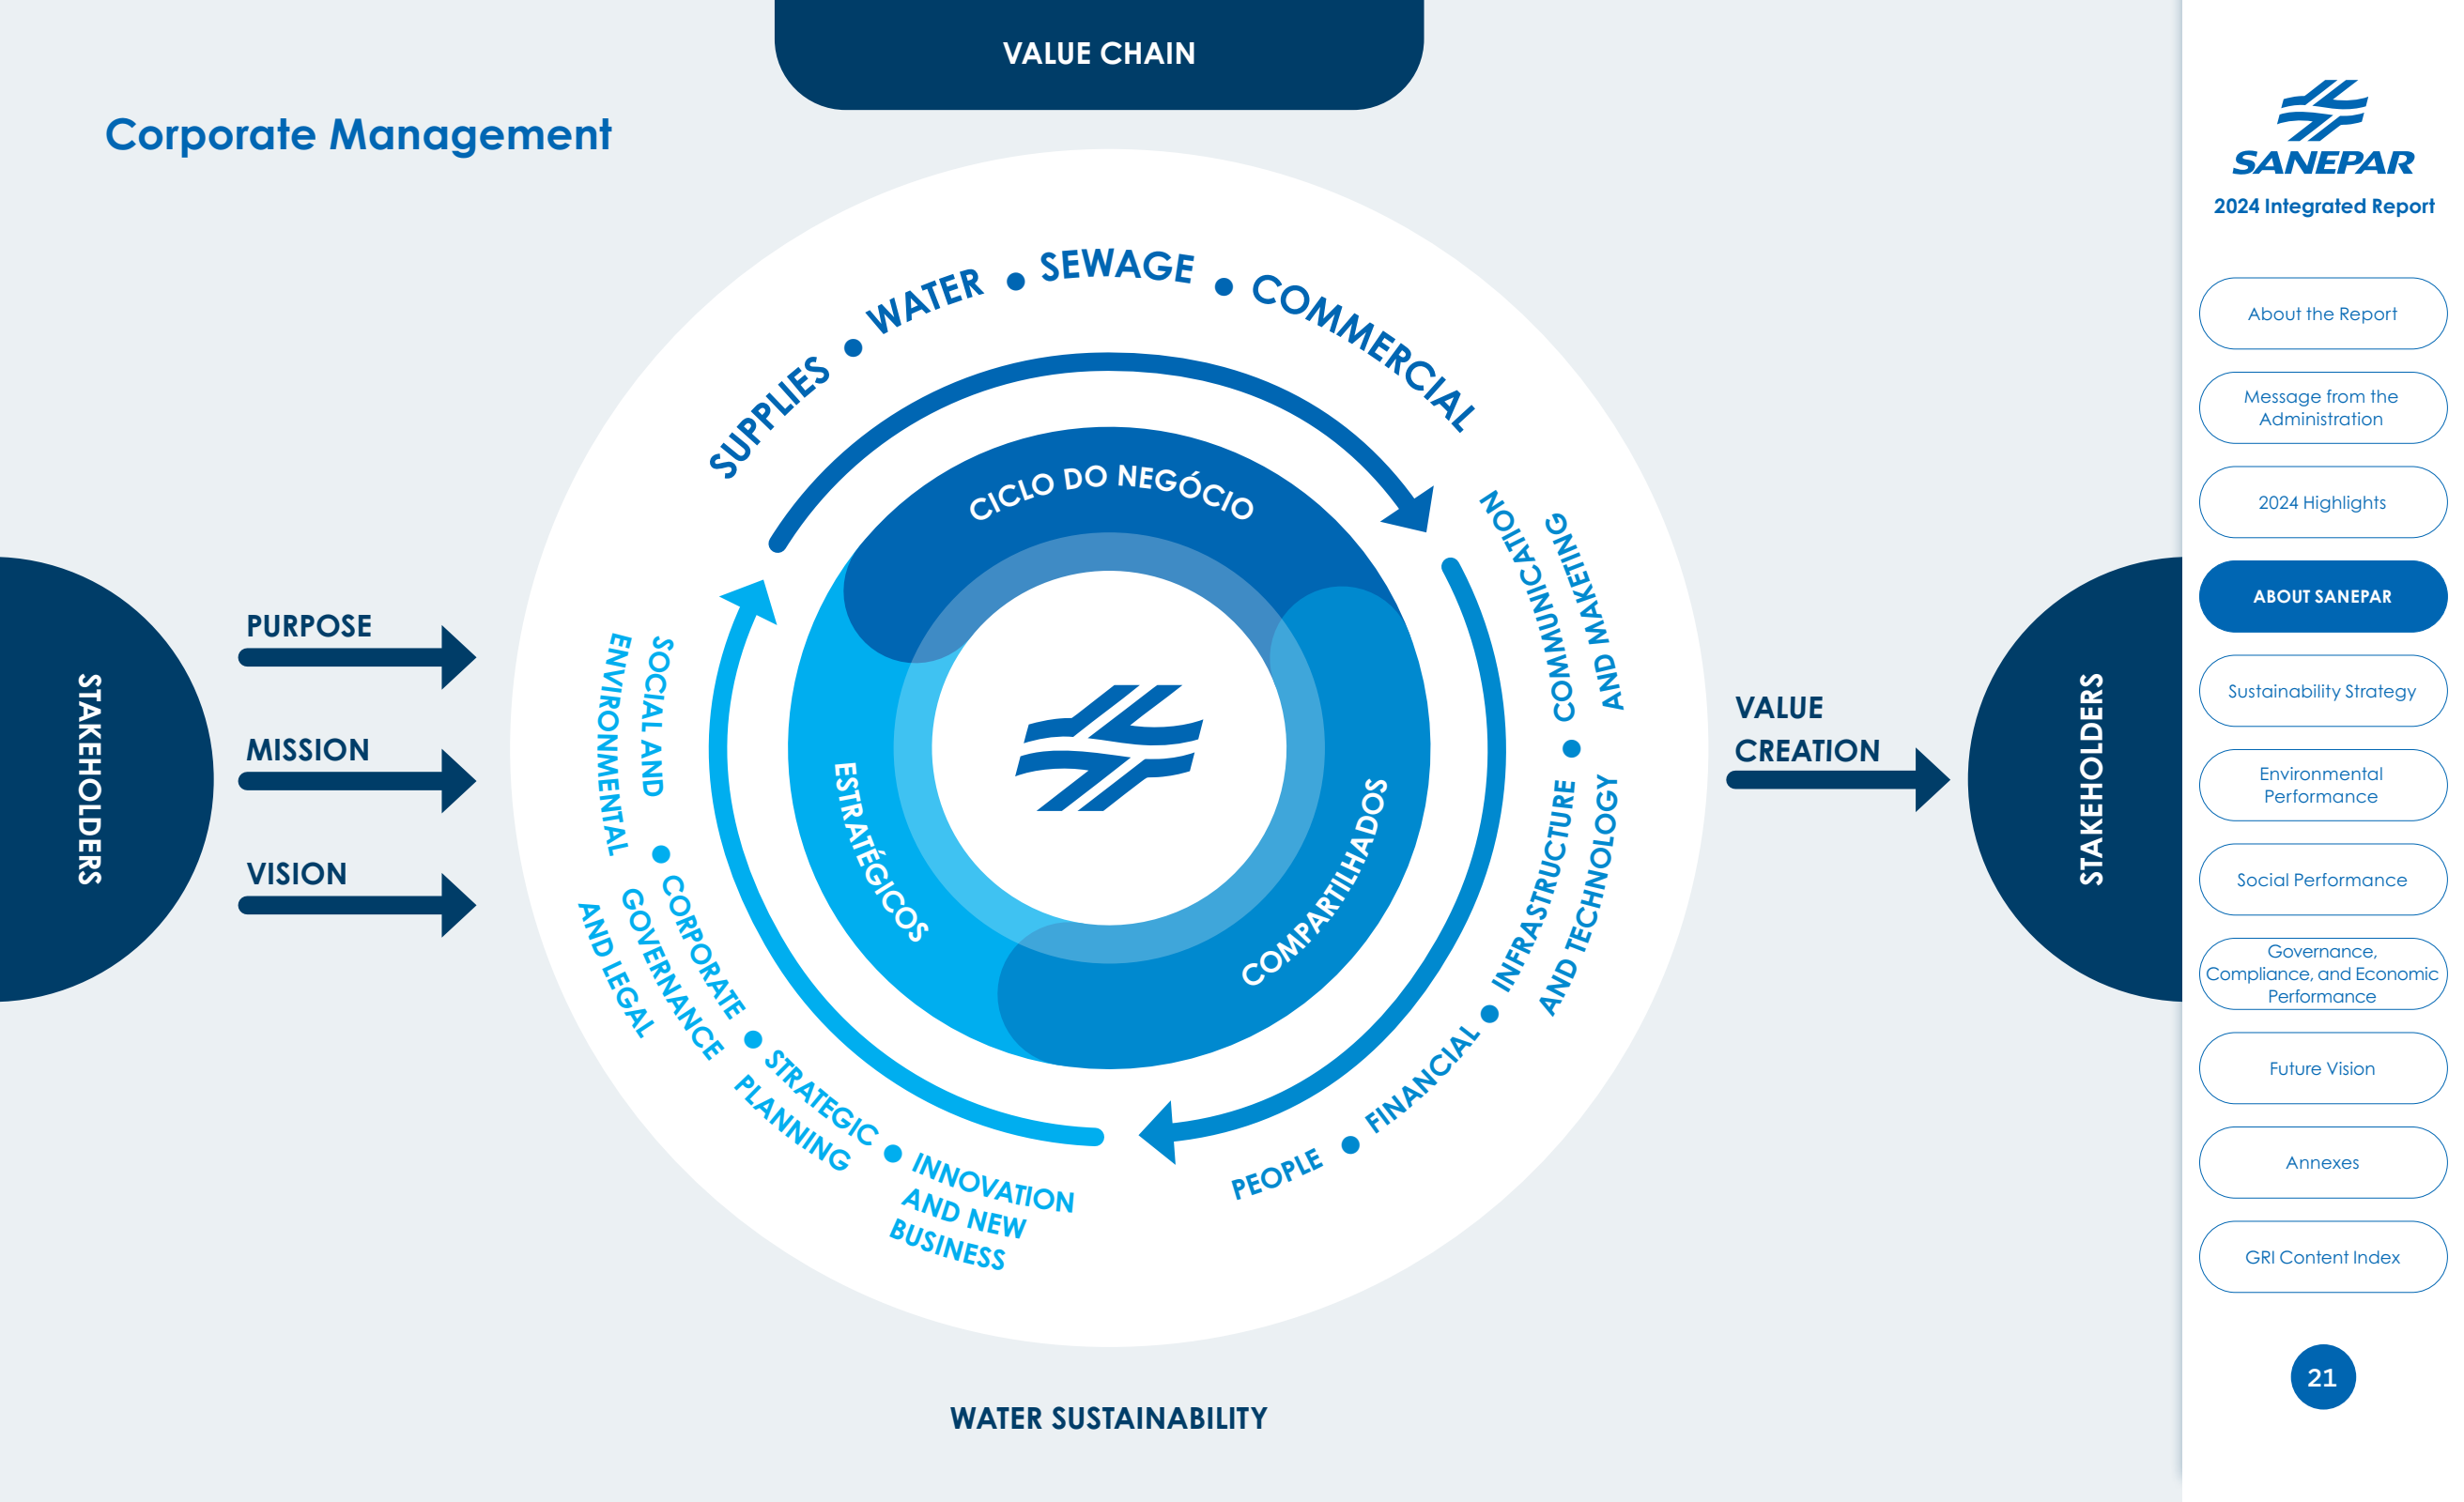 VALUE CHAIN
Corporate Management
SUPPLIES • WATER • SEWAGE • COMMERCIAL
CICLO DO NEGÓCIO
COMMUNICATION
AND MAKETING
•
INFRASTRUCTURE
AND TECHNOLOGY
•
FINANCIAL
•
PEOPLE
COMPARTILHADOS
ESTRATÉGICOS
SOCIAL AND
ENVIRONMENTAL
•
CORPORATE
GOVERNANCE
AND LEGAL
•
STRATEGIC
PLANNING
•
INNOVATION
AND NEW
BUSINESS
STAKEHOLDERS
PURPOSE
MISSION
VISION
VALUE
CREATION
STAKEHOLDERS
WATER SUSTAINABILITY
SANEPAR
2024 Integrated Report
About the Report
Message from the
Administration
2024 Highlights
ABOUT SANEPAR
Sustainability Strategy
Environmental
Performance
Social Performance
Governance,
Compliance, and Economic
Performance
Future Vision
Annexes
GRI Content Index
21